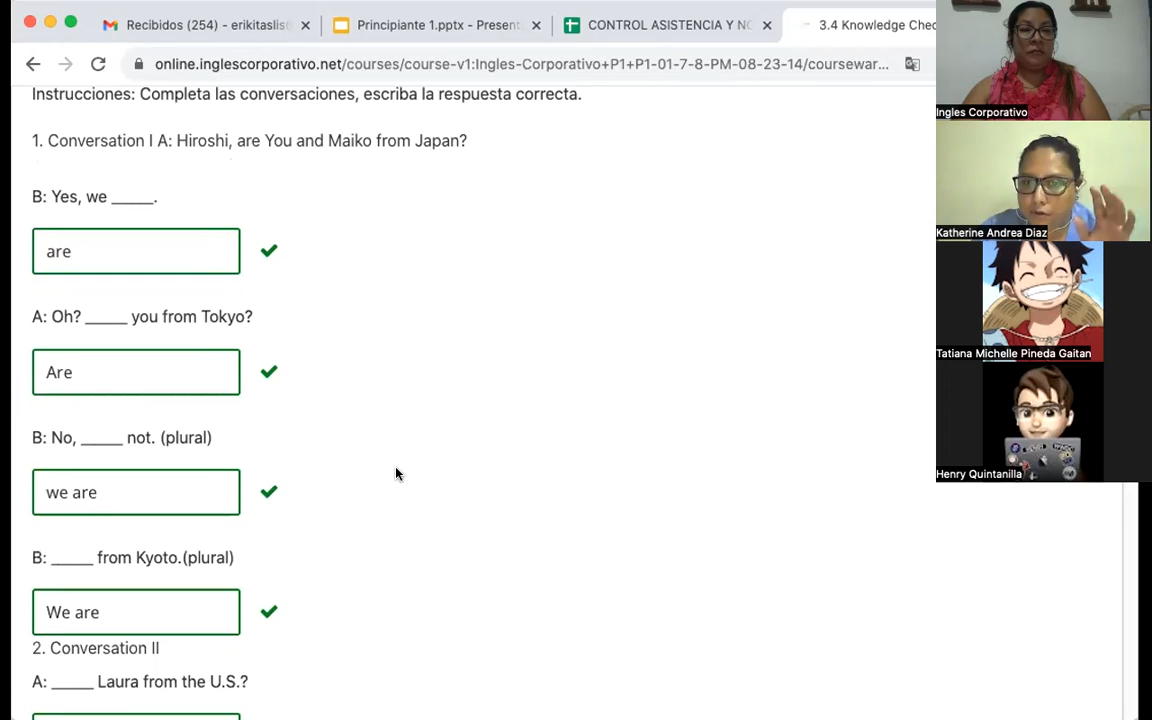 Recibidos (254) - erikitaslis
Principiante 1.pptx - Present
CONTROL ASISTENCIA Y NO
3.4 Knowledge Chec
online.inglescorporativo.net/courses/course-v1:Ingles-Corporativo+P1+P1-01-7-8-PM-08-23-14/coursewar...
Instrucciones: Completa las conversaciones, escriba la respuesta correcta.
1. Conversation I A: Hiroshi, are You and Maiko from Japan?
B: Yes, we _____.
are
A: Oh? _____ you from Tokyo?
Are
B: No, _____ not. (plural)
we are
B: _____ from Kyoto.(plural)
We are
2. Conversation II
A: _____ Laura from the U.S.?
Ingles Corporativo
Katherine Andrea Diaz
Tatiana Michelle Pineda Gaitan
Henry Quintanilla